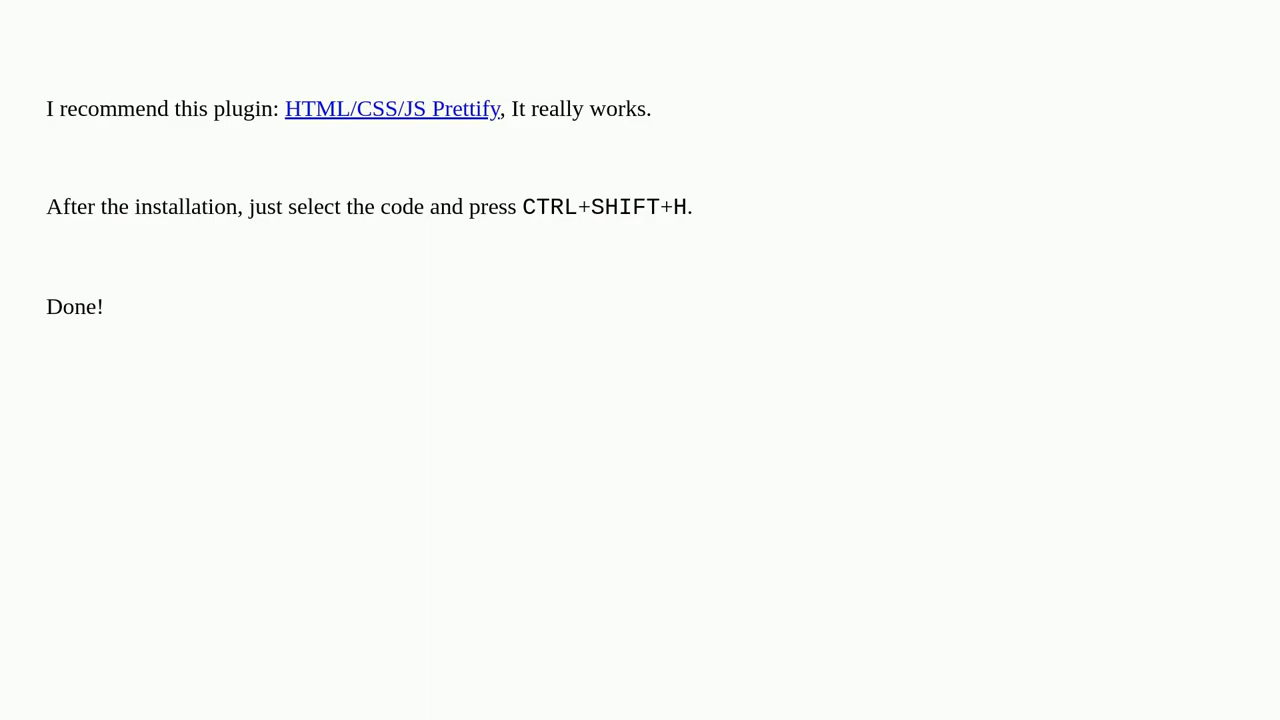 I recommend this plugin: HTML/CSS/JS Prettify, It really works.
After the installation, just select the code and press CTRL+SHIFT+H.
Done!